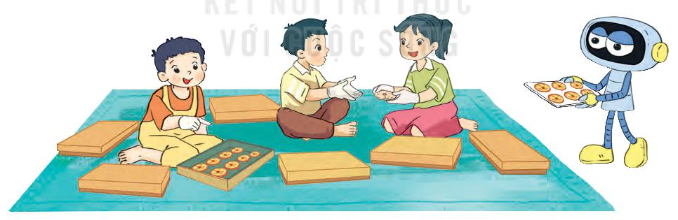 KẾT NỐI TRI THỨC
VỚI CUỘC SỐNG